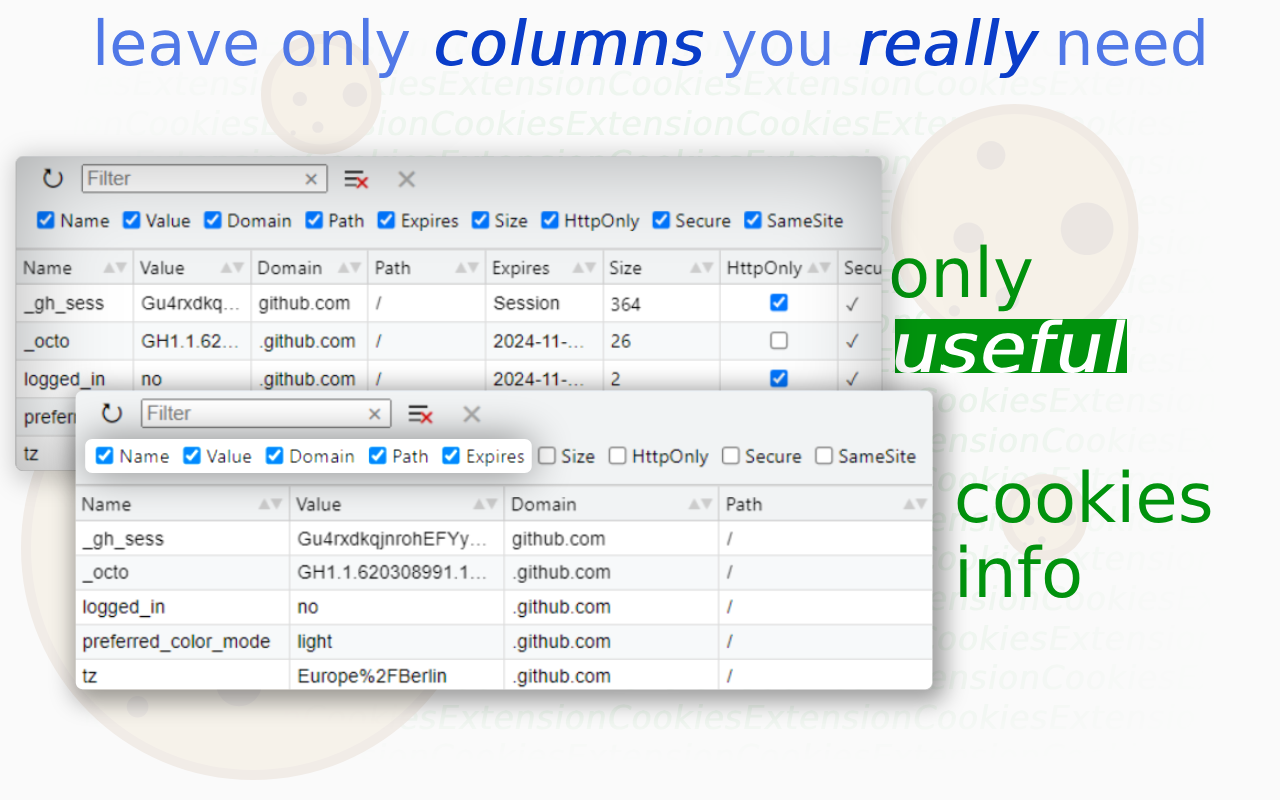 leave only columns you really need
ExtensionCookiesExtensionCookiesExtension
Filter
Name Value Domain Path Expires Size HttpOnly Secure SameSite
Name Value Domain Path Expires Size HttpOnly Secu
_gh_sess Gu4rxdkq... github.com / Session 364 ✓
_octo GH1.1.62... .github.com / 2024-11-... 26 ✓
logged_in no .github.com / 2024-11-... 2 ✓
prefern
tz
only
useful
Filter
Name Value Domain Path Expires Size HttpOnly Secure SameSite
Name Value Domain Path
_gh_sess Gu4rxdkqjnrohEFYy... github.com /
_octo GH1.1.620308991.1... .github.com /
logged_in no .github.com /
preferred_color_mode light .github.com /
tz Europe%2FBerlin .github.com /
cookies
info